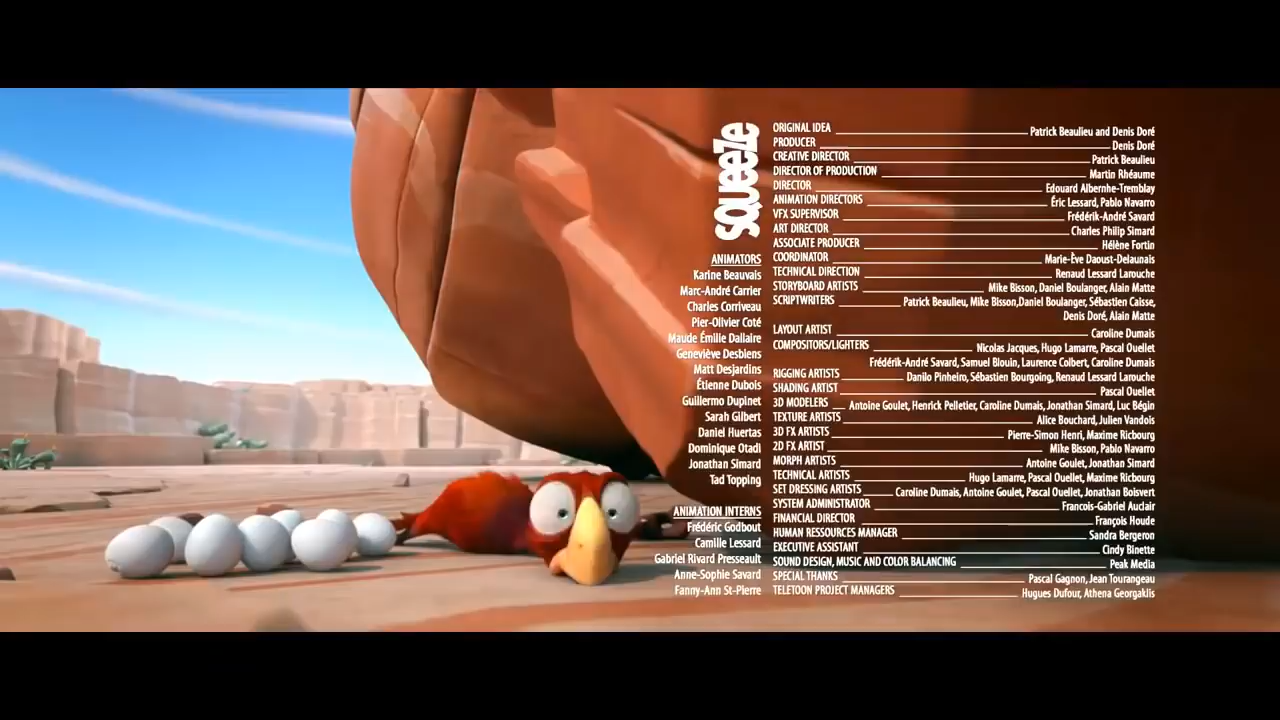 squeeze
ANIMATORS
Karine Beauvais
Marc-André Carrier
Charles Corriveau
Pier-Olivier Coté
Maude Émilie Dallaire
Geneviève Desbiens
Matt Desjardins
Étienne Dubois
Guillermo Dupinet
Sarah Gilbert
Daniel Huertas
Dominique Otadi
Jonathan Simard
Tad Topping
ANIMATION INTERNS
Frédéric Godbout
Camille Lessard
Gabriel Rivard Presseault
Anne-Sophie Savard
Fanny-Ann St-Pierre
ORIGINAL IDEA Patrick Beaulieu and Denis Doré
PRODUCER Denis Doré
CREATIVE DIRECTOR Patrick Beaulieu
DIRECTOR OF PRODUCTION Martin Rhéaume
DIRECTOR Edouard Albernhe-Tremblay
ANIMATION DIRECTORS Éric Lessard, Pablo Navarro
VFX SUPERVISOR Frédérik-André Savard
ART DIRECTOR Charles Philip Simard
ASSOCIATE PRODUCER Hélène Fortin
COORDINATOR Marie-Ève Daoust-Delaunais
TECHNICAL DIRECTION Renaud Lessard Larouche
STORYBOARD ARTISTS Mike Bisson, Daniel Boulanger, Alain Matte
SCRIPTWRITERS Patrick Beaulieu, Mike Bisson,Daniel Boulanger, Sébastien Caisse,
Denis Doré, Alain Matte
LAYOUT ARTIST Caroline Dumais
COMPOSITORS/LIGHTERS Nicolas Jacques, Hugo Lamarre, Pascal Ouellet
Frédérik-André Savard, Samuel Blouin, Laurence Colbert, Caroline Dumais
RIGGING ARTISTS Danilo Pinheiro, Sébastien Bourgoing, Renaud Lessard Larouche
SHADING ARTIST Pascal Ouellet
3D MODELERS Antoine Goulet, Henrick Pelletier, Caroline Dumais, Jonathan Simard, Luc Bégin
TEXTURE ARTISTS Alice Bouchard, Julien Vandois
3D FX ARTISTS Pierre-Simon Henri, Maxime Ricbourg
2D FX ARTIST Mike Bisson, Pablo Navarro
MORPH ARTISTS Antoine Goulet, Jonathan Simard
TECHNICAL ARTISTS Hugo Lamarre, Pascal Ouellet, Maxime Ricbourg
SET DRESSING ARTISTS Caroline Dumais, Antoine Goulet, Pascal Ouellet, Jonathan Boisvert
SYSTEM ADMINISTRATOR Francois-Gabriel Auclair
FINANCIAL DIRECTOR François Houde
HUMAN RESSOURCES MANAGER Sandra Bergeron
EXECUTIVE ASSISTANT Cindy Binette
SOUND DESIGN, MUSIC AND COLOR BALANCING Peak Media
SPECIAL THANKS Pascal Gagnon, Jean Tourangeau
TELETOON PROJECT MANAGERS Hugues Dufour, Athena Georgaklis